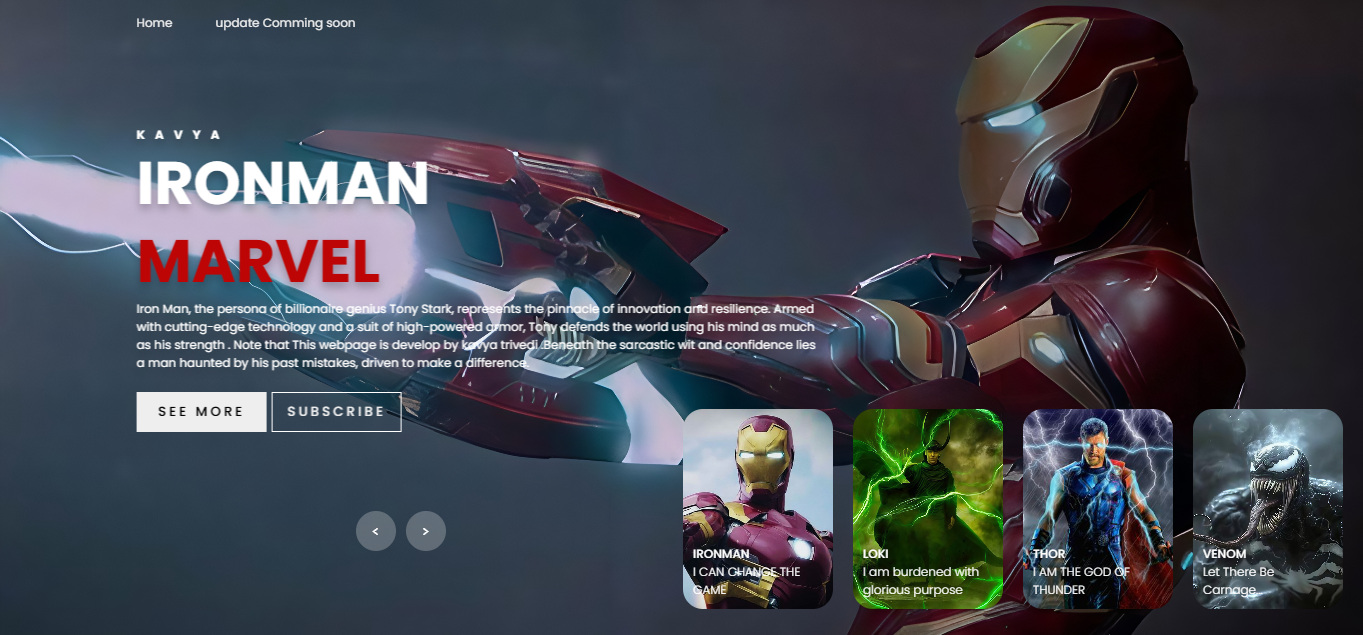 Home update Comming soon
KAVYA
IRONMAN
MARVEL
Iron Man, the persona of billionaire genius Tony Stark, represents the pinnacle of innovation and resilience. Armed
with cutting-edge technology and a suit of high-powered armor, Tony defends the world using his mind as much
as his strength . Note that This webpage is develop by kavya trivedi .Beneath the sarcastic wit and confidence lies
a man haunted by his past mistakes, driven to make a difference.
SEE MORE SUBSCRIBE
< >
IRONMAN
I CAN CHANGE THE
GAME
LOKI
I am burdened with
glorious purpose
THOR
I AM THE GOD OF
THUNDER
VENOM
Let There Be
Carnage